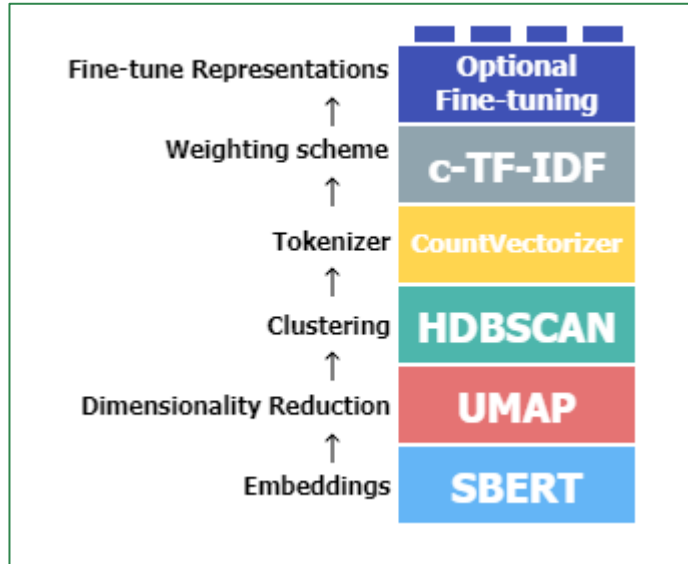 Fine-tune Representations
Optional
Fine-tuning
↑
Weighting scheme
c-TF-IDF
↑
Tokenizer
CountVectorizer
↑
Clustering
HDBSCAN
↑
Dimensionality Reduction
UMAP
↑
Embeddings
SBERT